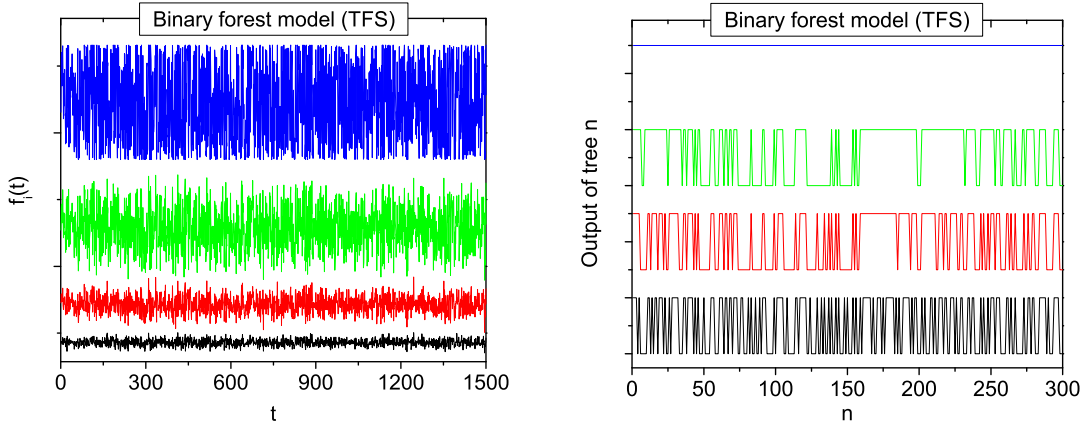 Binary forest model (TFS)
f_i(t)
0 300 600 900 1200 1500
t
Binary forest model (TFS)
Output of tree n
0 50 100 150 200 250 300
n